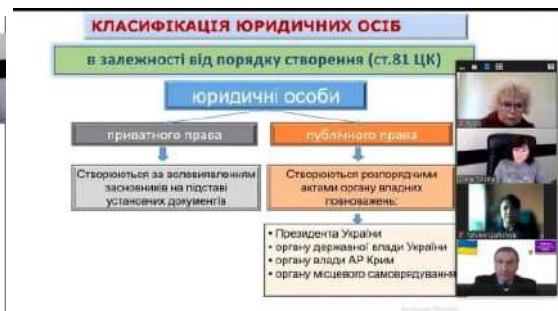 КЛАСИФІКАЦІЯ ЮРИДИЧНИХ ОСІБ
в залежності від порядку створення (ст.81 ЦК)
юридичні особи
приватного права
публічного права
Створюються за волевиявленням
засновників на підставі
установчих документів
Створюються розпорядчими
актами органу владних
повноважень:
• Президента України
• органу державної влади України
• органу влади АР Крим
• органу місцевого самоврядування